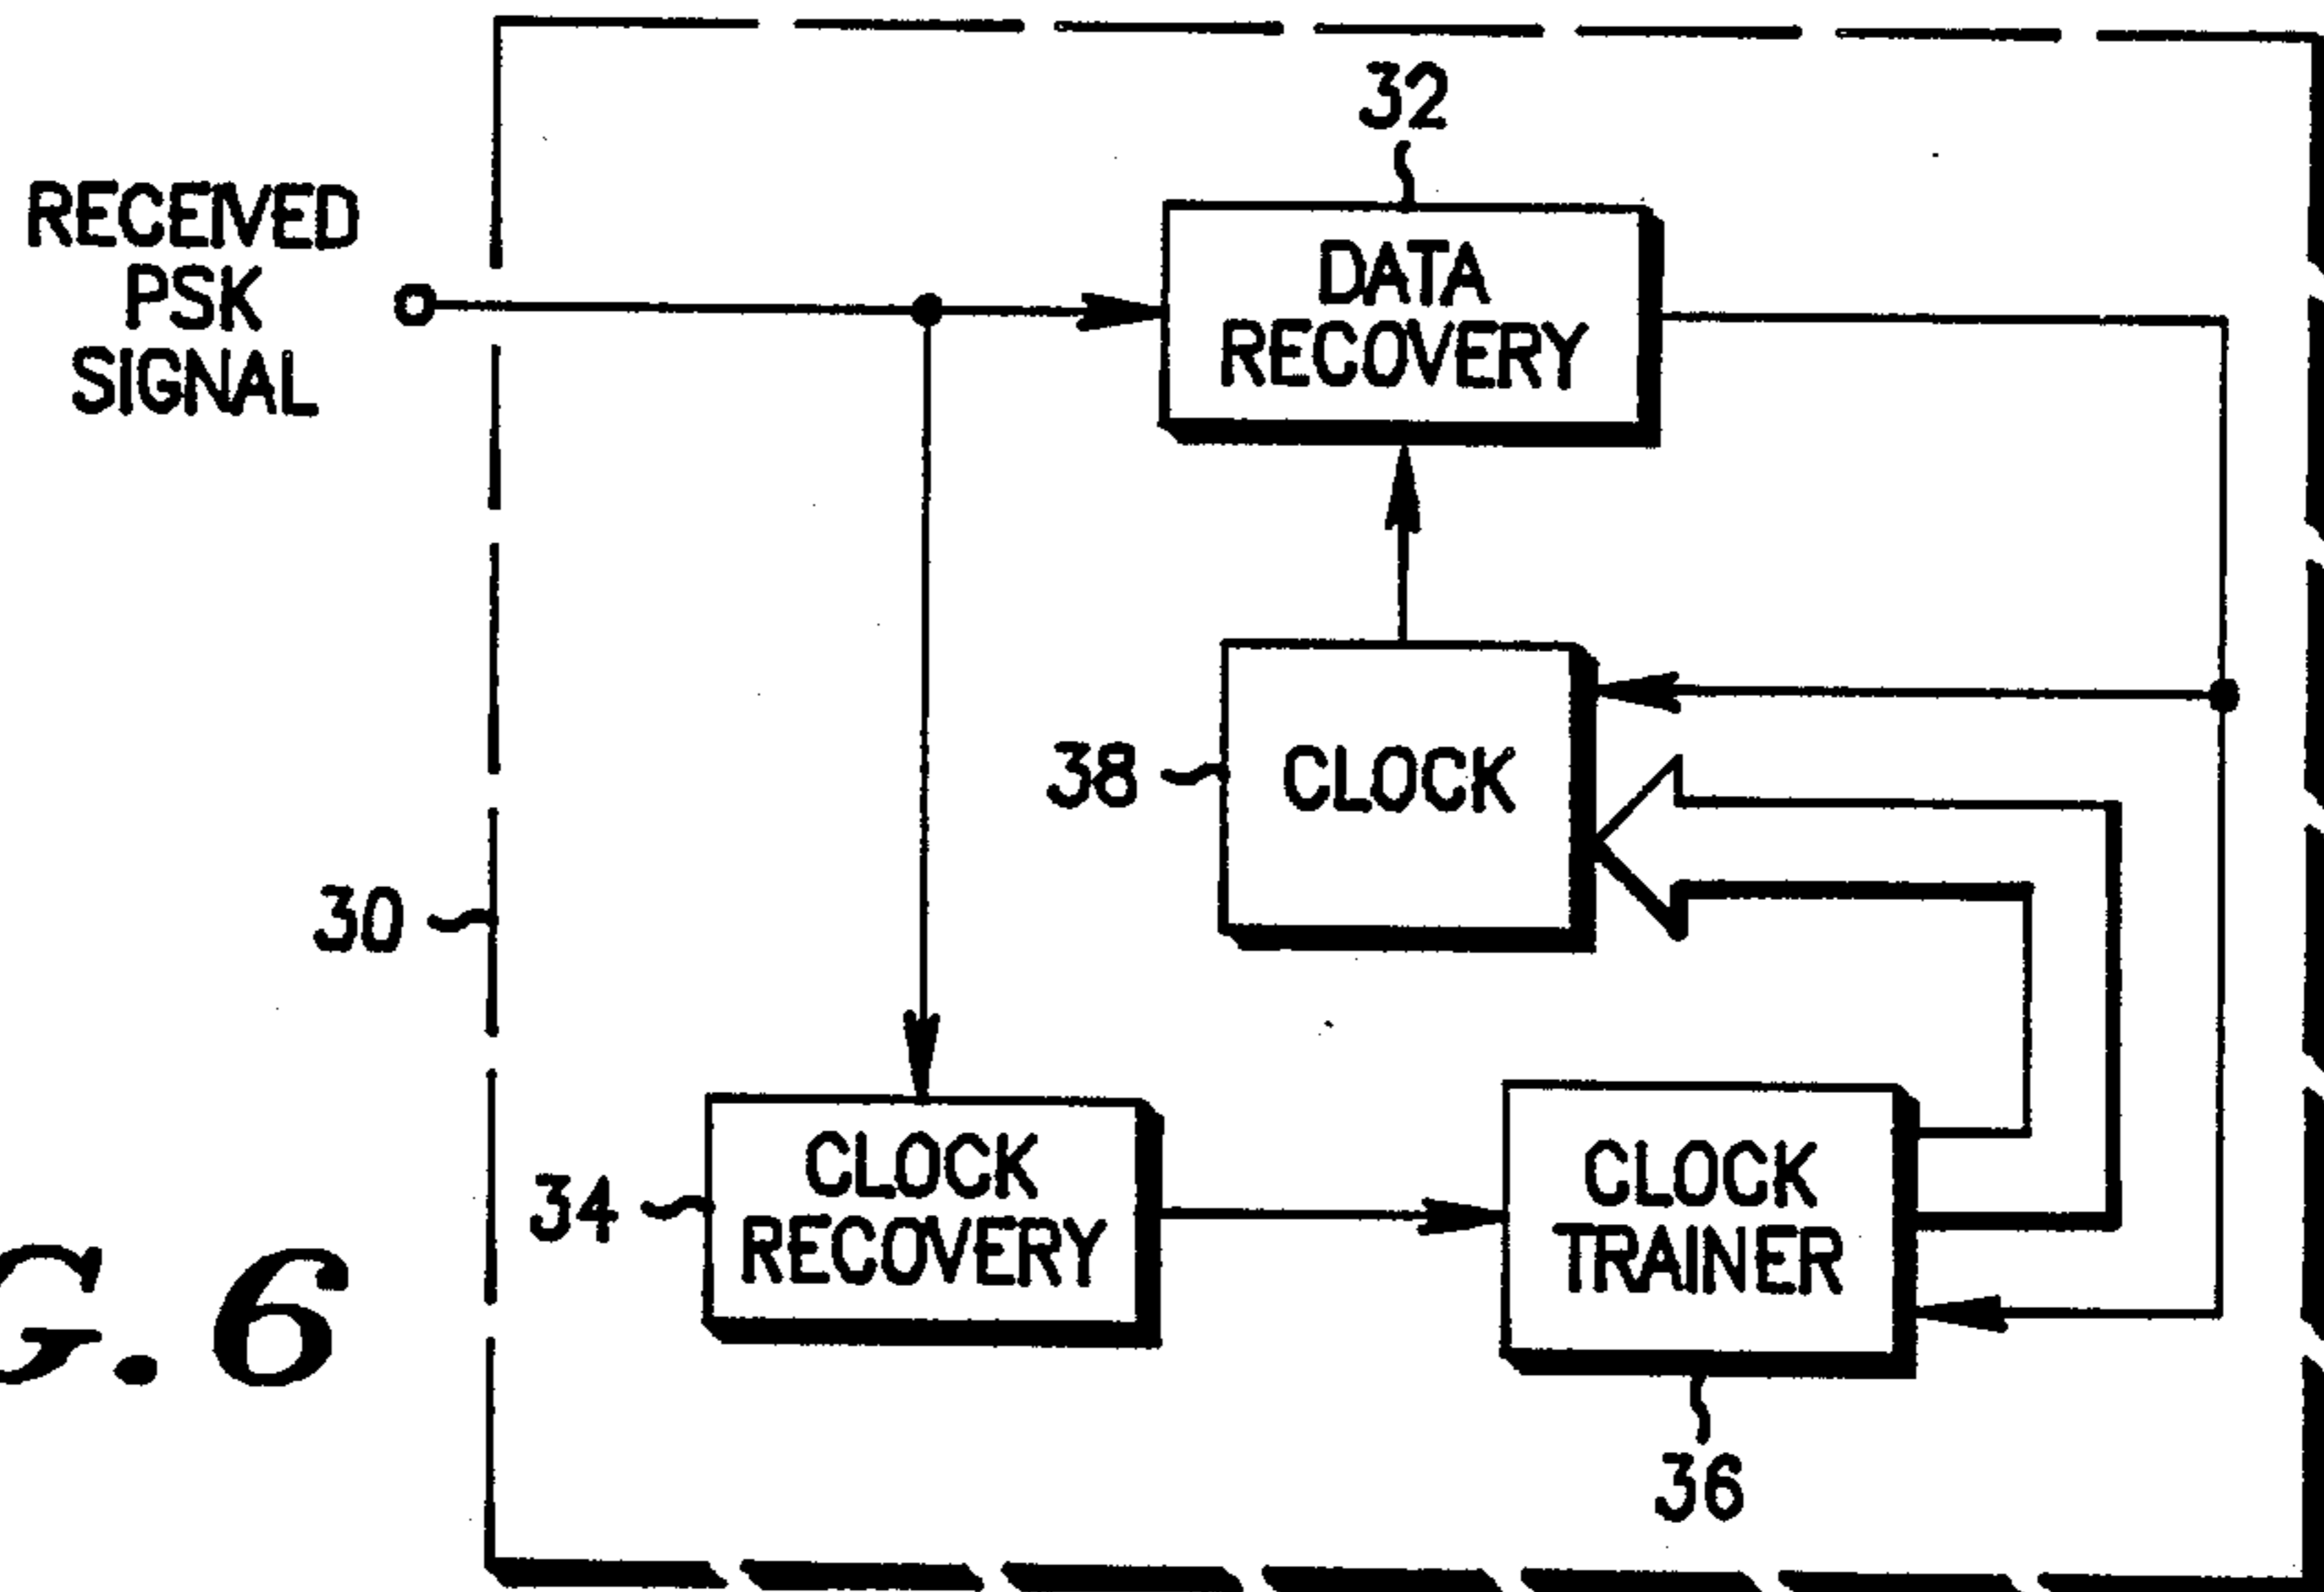 32
RECEIVED
PSK
SIGNAL
DATA
RECOVERY
38
CLOCK
30
34
CLOCK
RECOVERY
CLOCK
TRAINER
G. 6
36